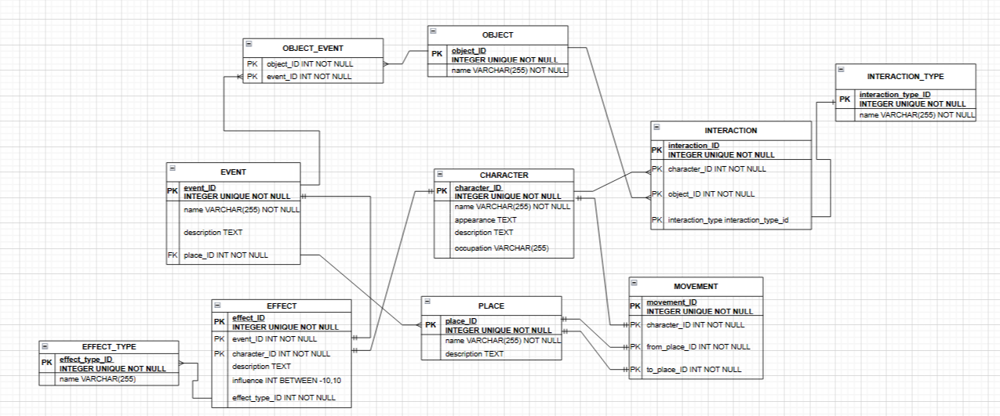 OBJECT
PK object_ID
INTEGER UNIQUE NOT NULL
name VARCHAR(255) NOT NULL
OBJECT_EVENT
PK object_ID INT NOT NULL
PK event_ID INT NOT NULL
INTERACTION_TYPE
PK interaction_type_ID
INTEGER UNIQUE NOT NULL
name VARCHAR(255) NOT NULL
INTERACTION
PK interaction_ID
INTEGER UNIQUE NOT NULL
PK character_ID INT NOT NULL
PK object_ID INT NOT NULL
PK interaction_type interaction_type_id
EVENT
PK event_ID
INTEGER UNIQUE NOT NULL
name VARCHAR(255) NOT NULL
description TEXT
FK place_ID INT NOT NULL
CHARACTER
PK character_ID
INTEGER UNIQUE NOT NULL
name VARCHAR(255) NOT NULL
appearance TEXT
description TEXT
occupation VARCHAR(255)
MOVEMENT
PK movement_ID
INTEGER UNIQUE NOT NULL
PK character_ID INT NOT NULL
PK from_place_ID INT NOT NULL
PK to_place_ID INT NOT NULL
EFFECT
PK effect_ID
INTEGER UNIQUE NOT NULL
PK event_ID INT NOT NULL
PK character_ID INT NOT NULL
description TEXT
influence INT BETWEEN -10,10
effect_type_ID INT NOT NULL
PLACE
PK place_ID
INTEGER UNIQUE NOT NULL
name VARCHAR(255) NOT NULL
description TEXT
EFFECT_TYPE
PK effect_type_ID
INTEGER UNIQUE NOT NULL
name VARCHAR(255)